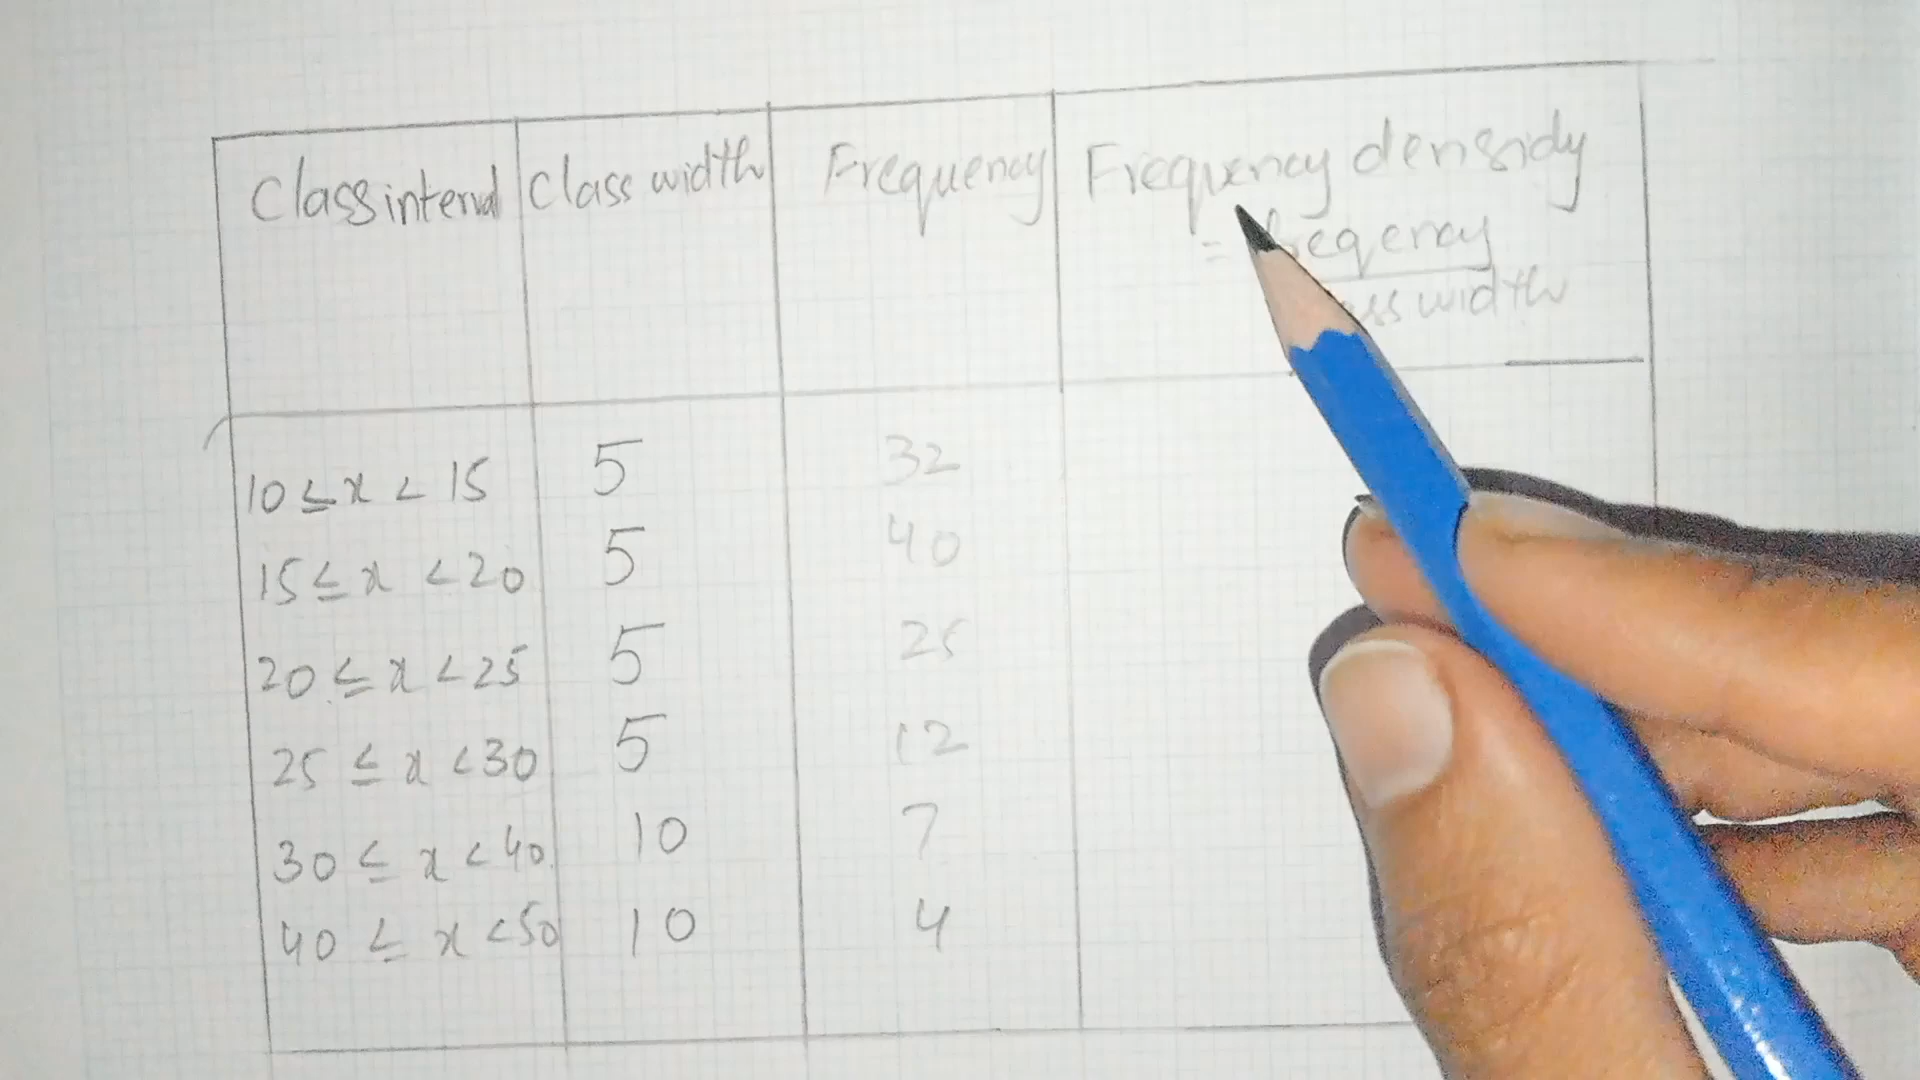 Class interval Class width Frequency Frequency density
= freqency
class width
10 ≤ x < 15 5 32
15 ≤ x < 20 5 40
20 ≤ x < 25 5 25
25 ≤ x < 30 5 12
30 ≤ x < 40 10 7
40 ≤ x < 50 10 4